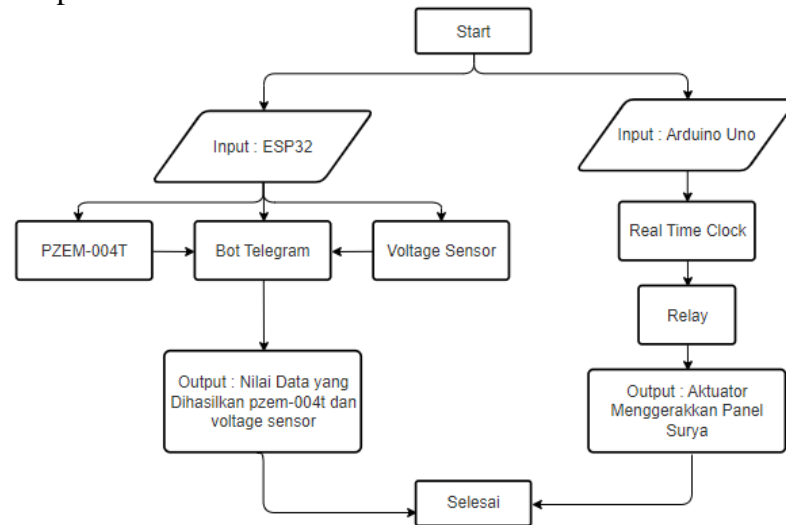 Start
Input : ESP32
Input : Arduino Uno
PZEM-004T
Bot Telegram
Voltage Sensor
Real Time Clock
Relay
Output : Nilai Data yang
Dihasilkan pzem-004t dan
voltage sensor
Output : Aktuator
Menggerakkan Panel
Surya
Selesai